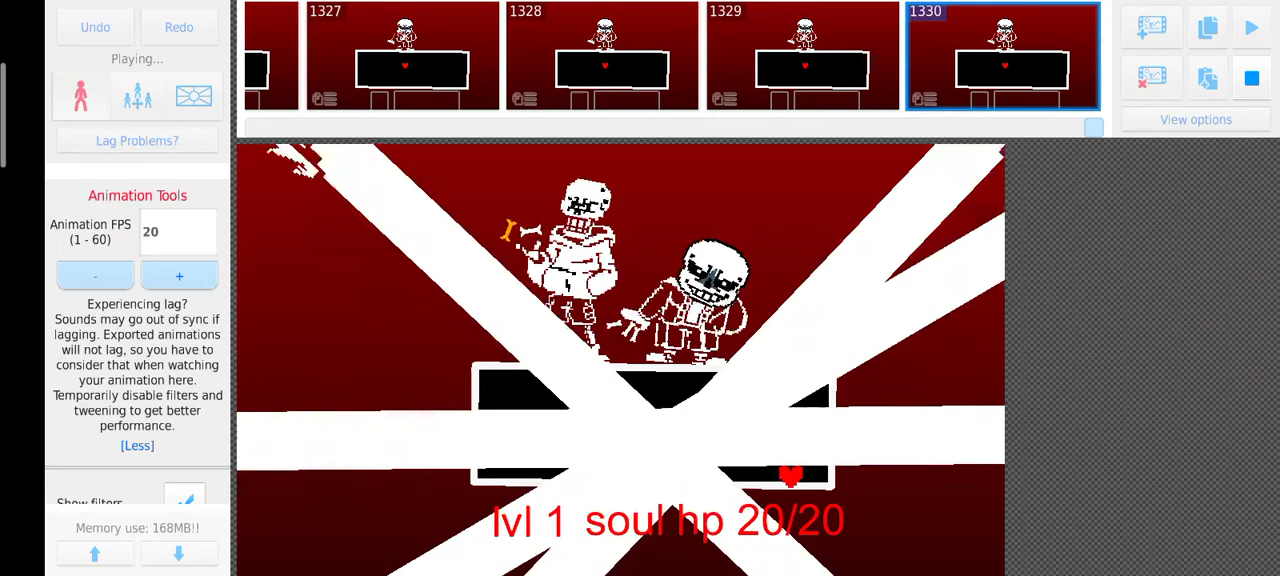 Undo Redo
Playing...
Lag Problems?
Animation Tools
Animation FPS
(1 - 60)
20
- +
Experiencing lag?
Sounds may go out of sync if
lagging. Exported animations
will not lag, so you have to
consider that when watching
your animation here.
Temporarily disable filters and
tweening to get better
performance.
[Less]
Show filters
Memory use: 168MB!!
1327 1328 1329 1330
View options
lvl 1 soul hp 20/20